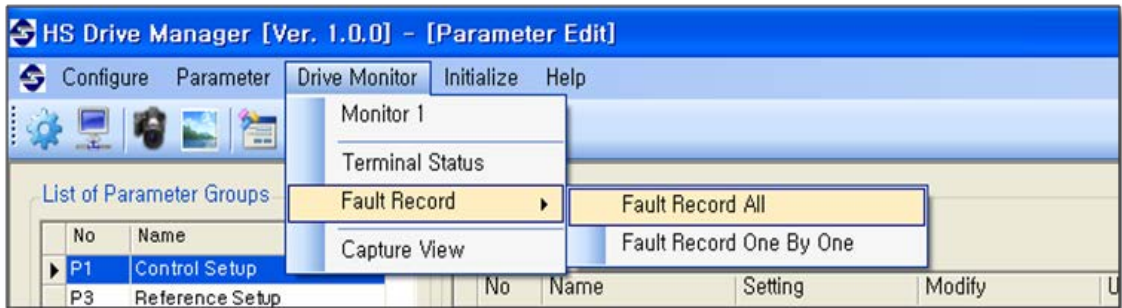 HS Drive Manager [Ver. 1.0.0] - [Parameter Edit]
Configure Parameter Drive Monitor Initialize Help
Monitor 1
Terminal Status
Fault Record
Fault Record All
Fault Record One By One
Capture View
List of Parameter Groups
No Name
P1 Control Setup
P3 Reference Setup
No Name Setting Modify U